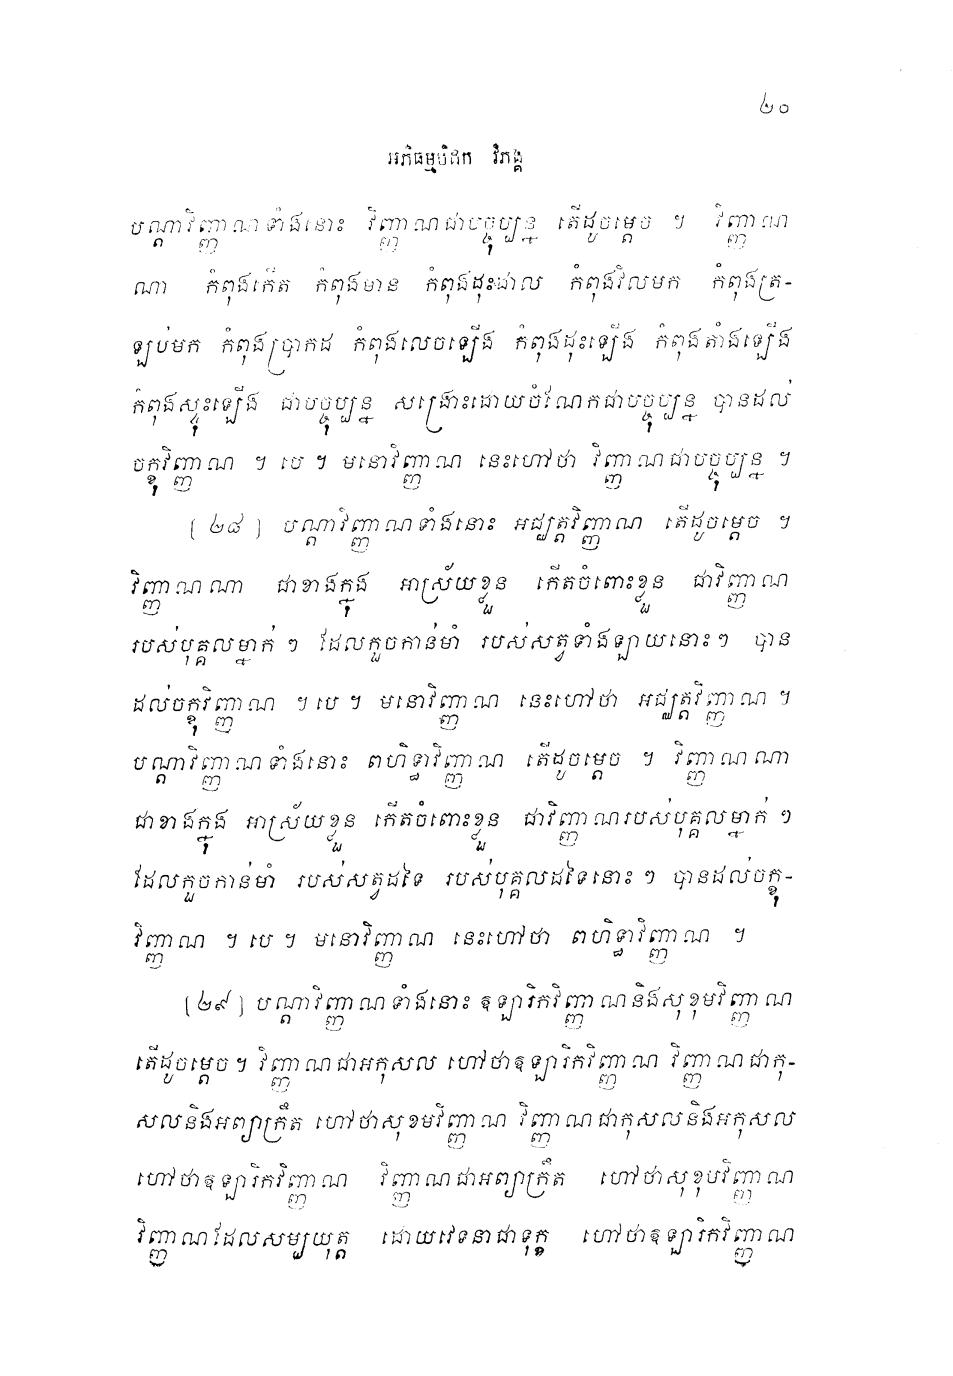 ២០
អភិធម្មបិដក វិភង្គ
បណ្តាវិញ្ញាណទាំងនោះ វិញ្ញាណជាបច្ចុប្បន្ន តើដូចម្តេច ។ វិញ្ញាណ
ណា កំពុងកើត កំពុងមាន កំពុងដុះដាល កំពុងវិលមក កំពុងត្រ-
ឡប់មក កំពុងប្រាកដ កំពុងលេចឡើង កំពុងដុះឡើង កំពុងតាំងឡើង
កំពុងស្ទុះឡើង ជាបច្ចុប្បន្ន សង្រ្គោះដោយចំណែកជាបច្ចុប្បន្ន បានដល់
ចក្ខុវិញ្ញាណ ។ បេ ។ មនោវិញ្ញាណ នេះហៅថា វិញ្ញាណជាបច្ចុប្បន្ន ។
[ ២៨ ] បណ្តាវិញ្ញាណទាំងនោះ អជ្ឈត្តវិញ្ញាណ តើដូចម្តេច ។
វិញ្ញាណណា ជាខាងក្នុង អាស្រ័យខ្លួន កើតចំពោះខ្លួន ជាវិញ្ញាណ
របស់បុគ្គលម្នាក់ៗ ដែលកួចកាន់មាំ របស់សត្វទាំងឡាយនោះៗ បាន
ដល់ចក្ខុវិញ្ញាណ ។ បេ ។ មនោវិញ្ញាណ នេះហៅថា អជ្ឈត្តវិញ្ញាណ ។
បណ្តាវិញ្ញាណទាំងនោះ ពហិទ្ធាវិញ្ញាណ តើដូចម្តេច ។ វិញ្ញាណណា
ជាខាងក្នុង អាស្រ័យខ្លួន កើតចំពោះខ្លួន ជាវិញ្ញាណរបស់បុគ្គលម្នាក់ៗ
ដែលកួចកាន់មាំ របស់សត្វដទៃ របស់បុគ្គលដទៃនោះៗ បានដល់ចក្ខុ-
វិញ្ញាណ ។ បេ ។ មនោវិញ្ញាណ នេះហៅថា ពហិទ្ធាវិញ្ញាណ ។
[២៩] បណ្តាវិញ្ញាណទាំងនោះ ឱឡារិកវិញ្ញាណនិងសុខុមវិញ្ញាណ
តើដូចម្តេច។ វិញ្ញាណជាអកុសល ហៅថាឱឡារិកវិញ្ញាណ វិញ្ញាណជាកុ-
សលនិងអព្យាក្រឹត ហៅថាសុខមវិញ្ញាណ វិញ្ញាណជាកុសលនិងអកុសល
ហៅថាឱឡារិកវិញ្ញាណ វិញ្ញាណជាអព្យាក្រឹត ហៅថាសុខុមវិញ្ញាណ
វិញ្ញាណដែលសម្បយុត្ត ដោយវេទនាជាទុក្ខ ហៅថាឱឡារិកវិញ្ញាណ